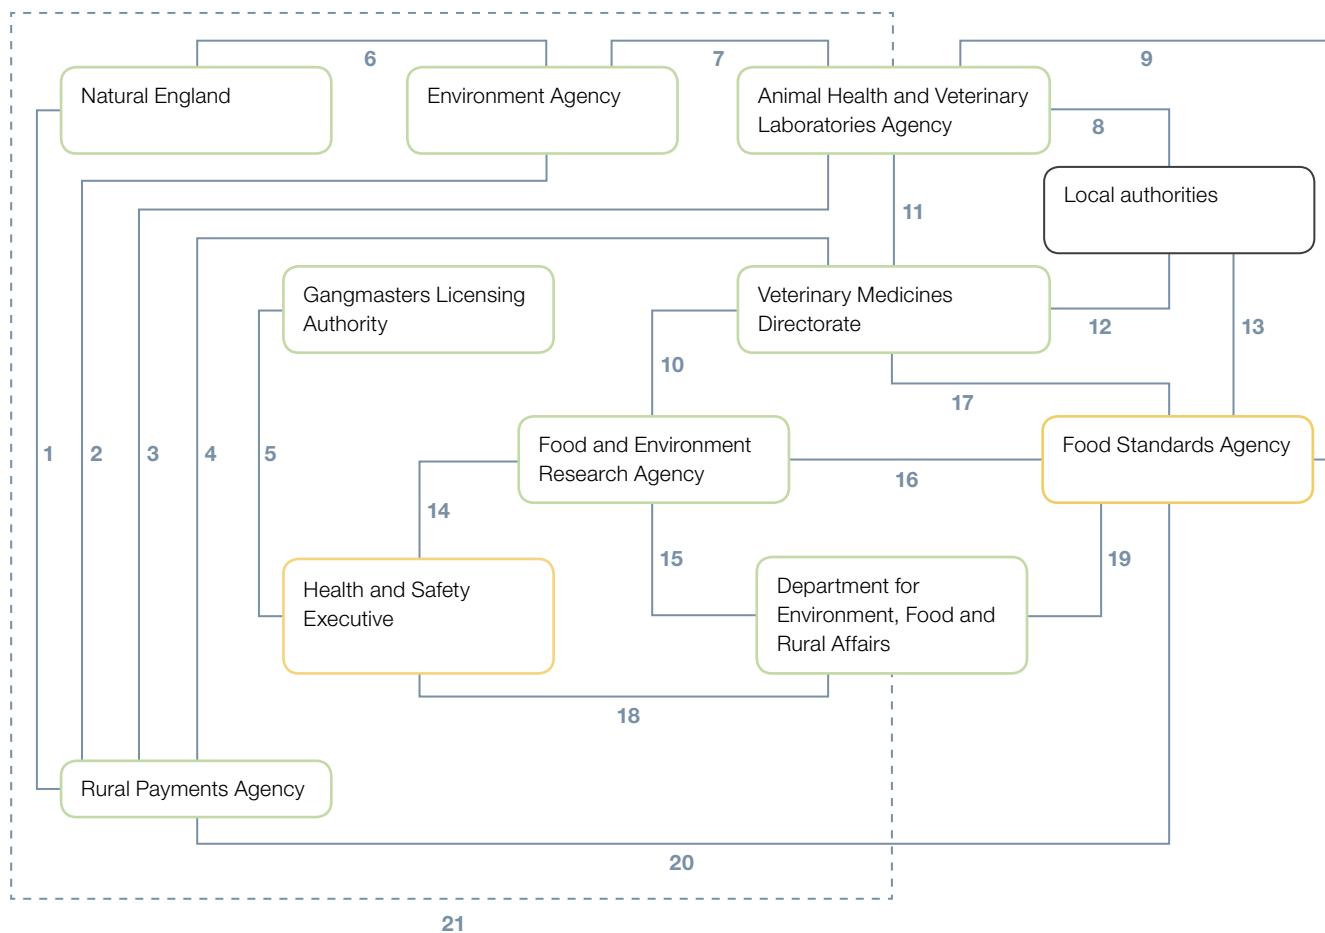 6
7
9
Natural England
Environment Agency
Animal Health and Veterinary
Laboratories Agency
8
Local authorities
11
Gangmasters Licensing
Authority
Veterinary Medicines
Directorate
12
13
10
17
1
2
3
4
5
Food and Environment
Research Agency
Food Standards Agency
16
14
15
19
Health and Safety
Executive
Department for
Environment, Food and
Rural Affairs
18
Rural Payments Agency
20
21